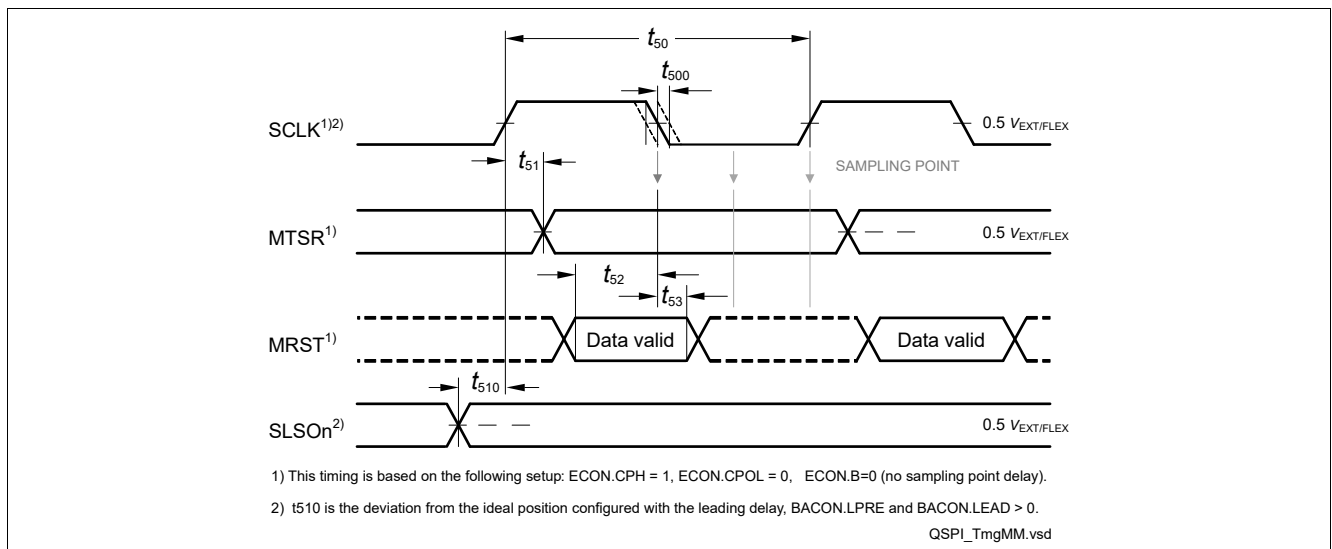 t50
t500
SCLK1)2)
0.5 VEXT/FLEX
t51
SAMPLING POINT
MTSR1)
0.5 VEXT/FLEX
t52
t53
MRST1)
Data valid
Data valid
t510
SLSOn2)
0.5 VEXT/FLEX
1) This timing is based on the following setup: ECON.CPH = 1, ECON.CPOL = 0, ECON.B=0 (no sampling point delay).
2) t510 is the deviation from the ideal position configured with the leading delay, BACON.LPRE and BACON.LEAD > 0.
QSPI_TmgMM.vsd